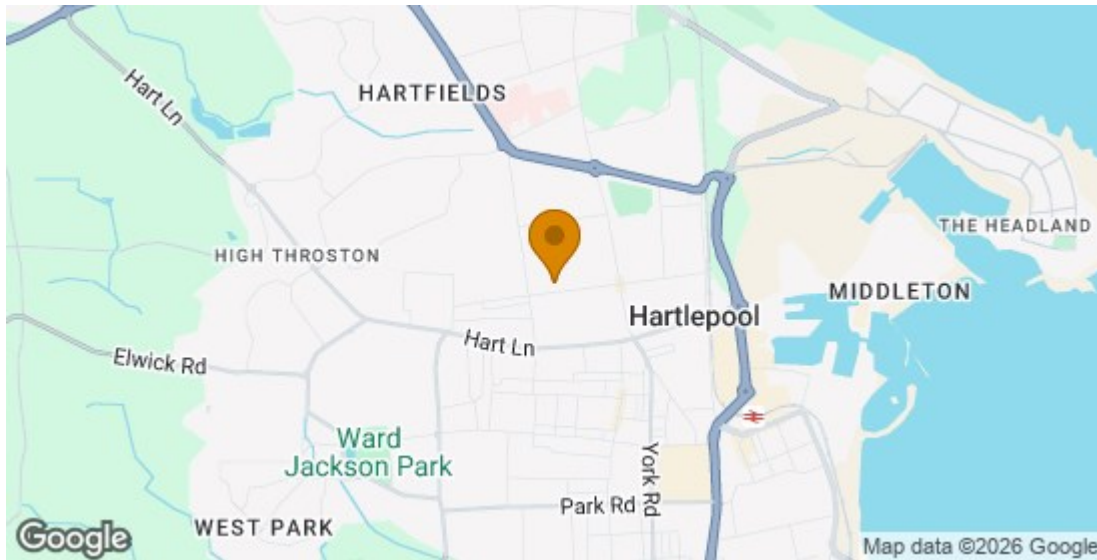 Hart Ln
HARTFIELDS
HIGH THROSTON
THE HEADLAND
MIDDLETON
Hartlepool
Hart Ln
Elwick Rd
Ward
Jackson Park
York Rd
Park Rd
WEST PARK
Google
Map data ©2026 Google